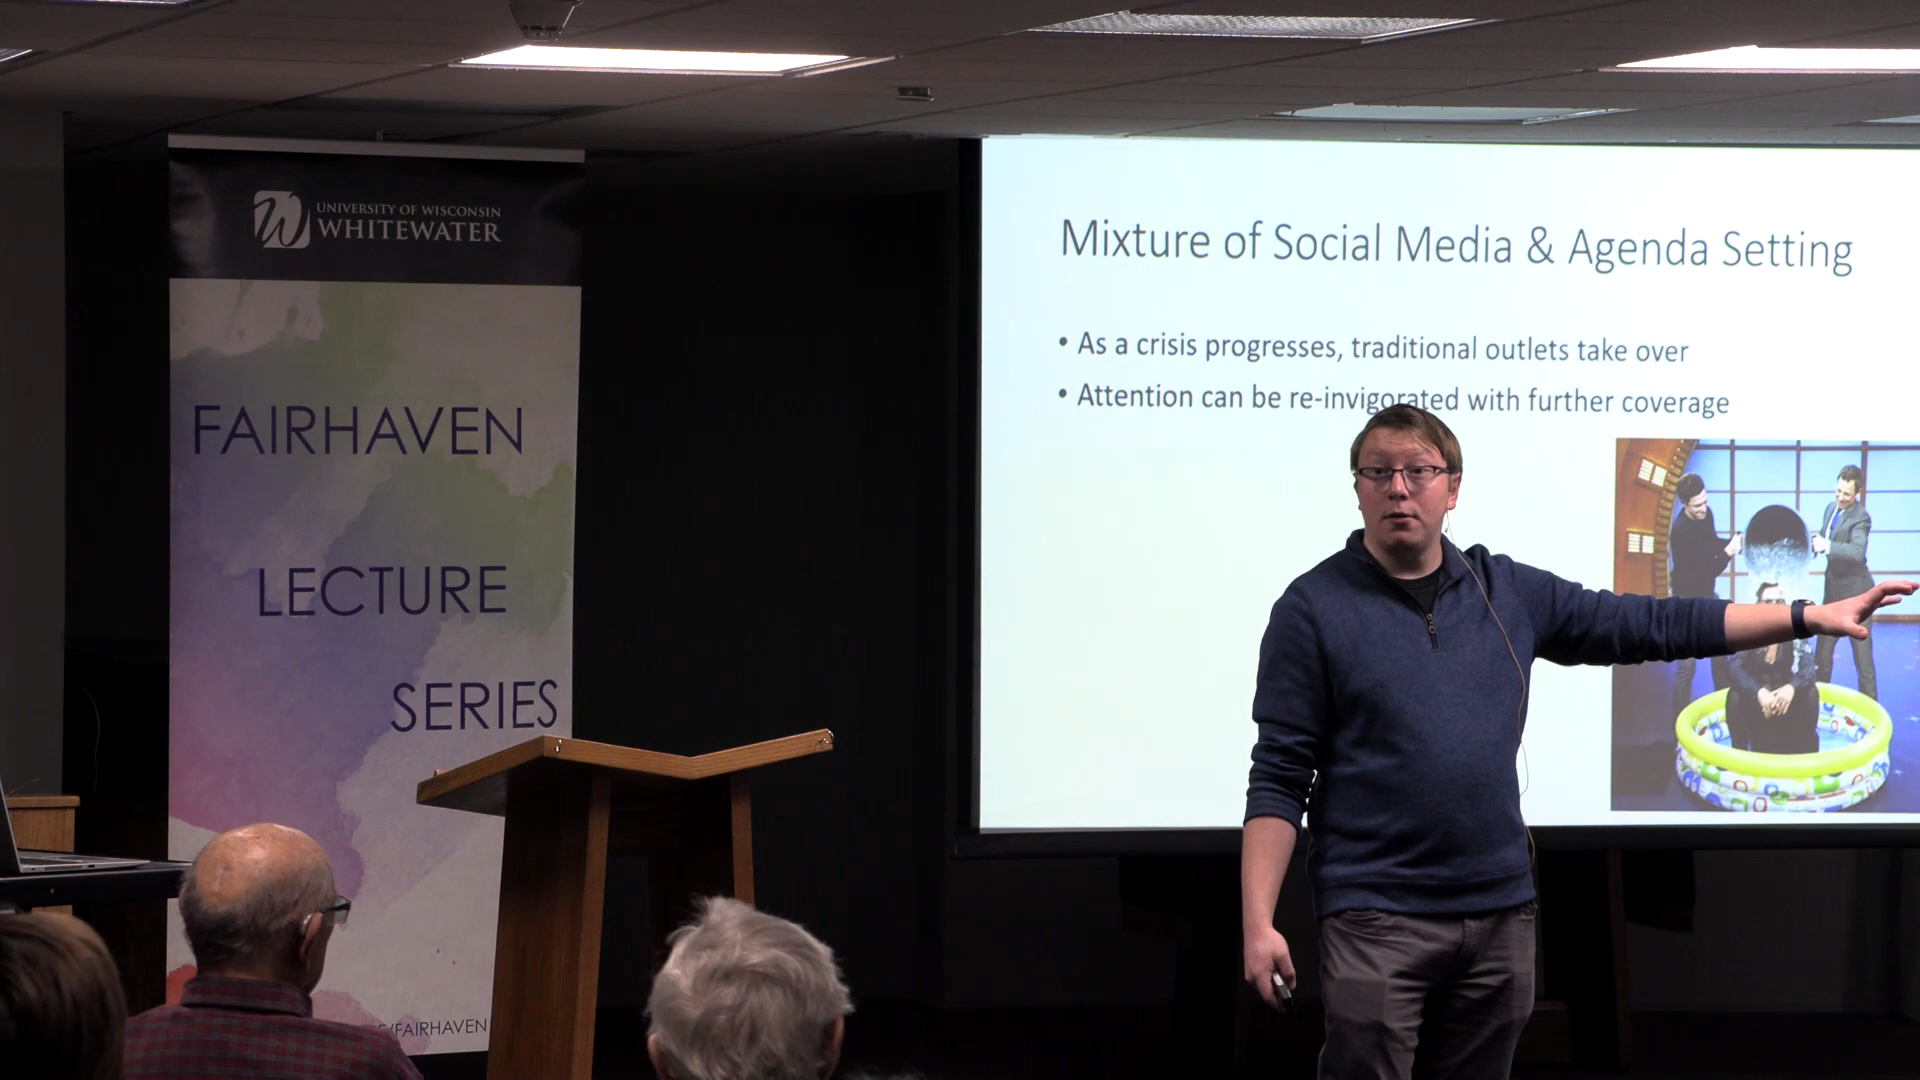 UNIVERSITY OF WISCONSIN
WHITEWATER
FAIRHAVEN
LECTURE
SERIES
/FAIRHAVEN
Mixture of Social Media & Agenda Setting
• As a crisis progresses, traditional outlets take over
• Attention can be re-invigorated with further coverage